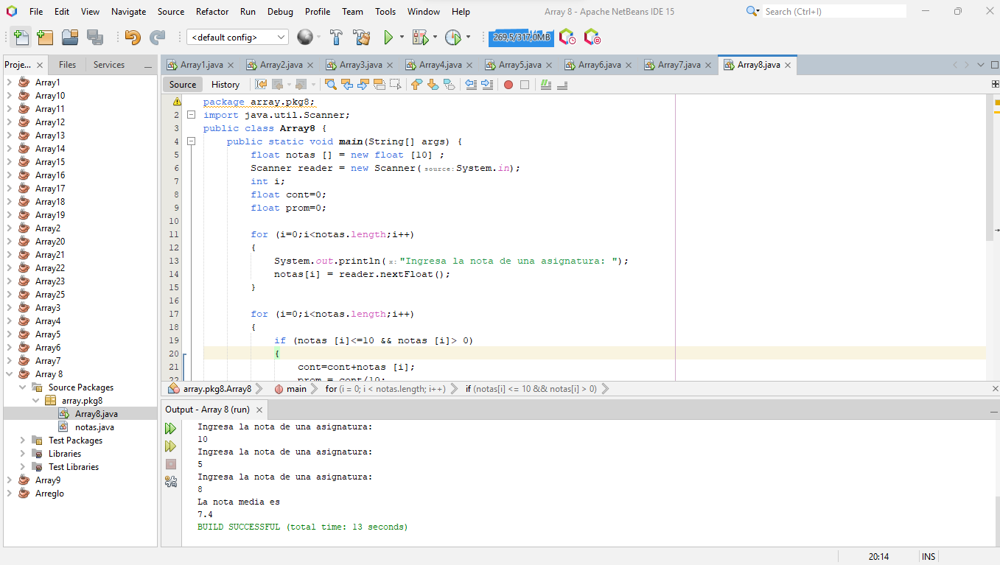 File Edit View Navigate Source Refactor Run Debug Profile Team Tools Window Help Array 8 - Apache NetBeans IDE 15 Search (Ctrl+I)
<default config> 269,5/317,0MB
Proje... Files Services
Array1.java Array2.java Array3.java Array4.java Array5.java Array6.java Array7.java Array8.java
Source History
Array1
Array10
Array11
Array12
Array13
Array14
Array15
Array16
Array17
Array18
Array19
Array2
Array20
Array21
Array22
Array23
Array25
Array3
Array4
Array5
Array6
Array7
Array 8
Source Packages
array.pkg8
Array8.java
notas.java
Test Packages
Libraries
Test Libraries
Array9
Arreglo
package array.pkg8;
2 import java.util.Scanner;
3 public class Array8 {
4 public static void main(String[] args) {
5 float notas [] = new float [10] ;
6 Scanner reader = new Scanner(source:System.in);
7 int i;
8 float cont=0;
9 float prom=0;
10
11 for (i=0;i<notas.length;i++)
12 {
13 System.out.println(x:"Ingresa la nota de una asignatura: ");
14 notas[i] = reader.nextFloat();
15 }
16
17 for (i=0;i<notas.length;i++)
18 {
19 if (notas [i]<=10 && notas [i]> 0)
20 {
21 cont=cont+notas [i];
22 prom = cont/10;
array.pkg8.Array8 main for (i = 0; i < notas.length; i++) if (notas[i] <= 10 && notas[i] > 0)
Output - Array 8 (run)
Ingresa la nota de una asignatura:
10
Ingresa la nota de una asignatura:
5
Ingresa la nota de una asignatura:
8
La nota media es
7.4
BUILD SUCCESSFUL (total time: 13 seconds)
20:14 INS